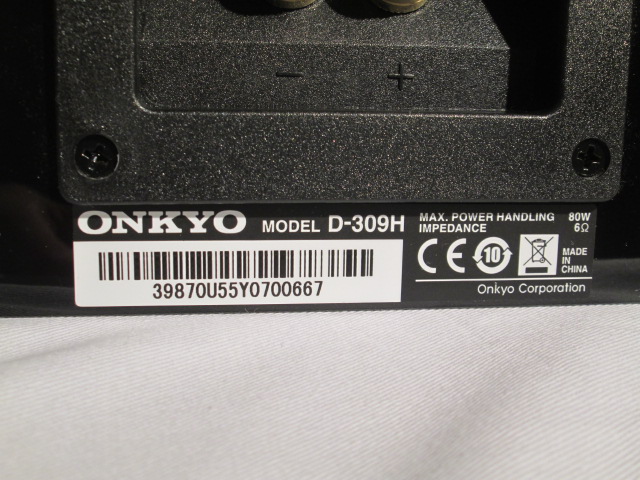 − +
ONKYO MODEL D-309H
39870U55Y0700667
MAX. POWER HANDLING 80W
IMPEDANCE 6Ω
CE 10 MADE IN CHINA
Onkyo Corporation